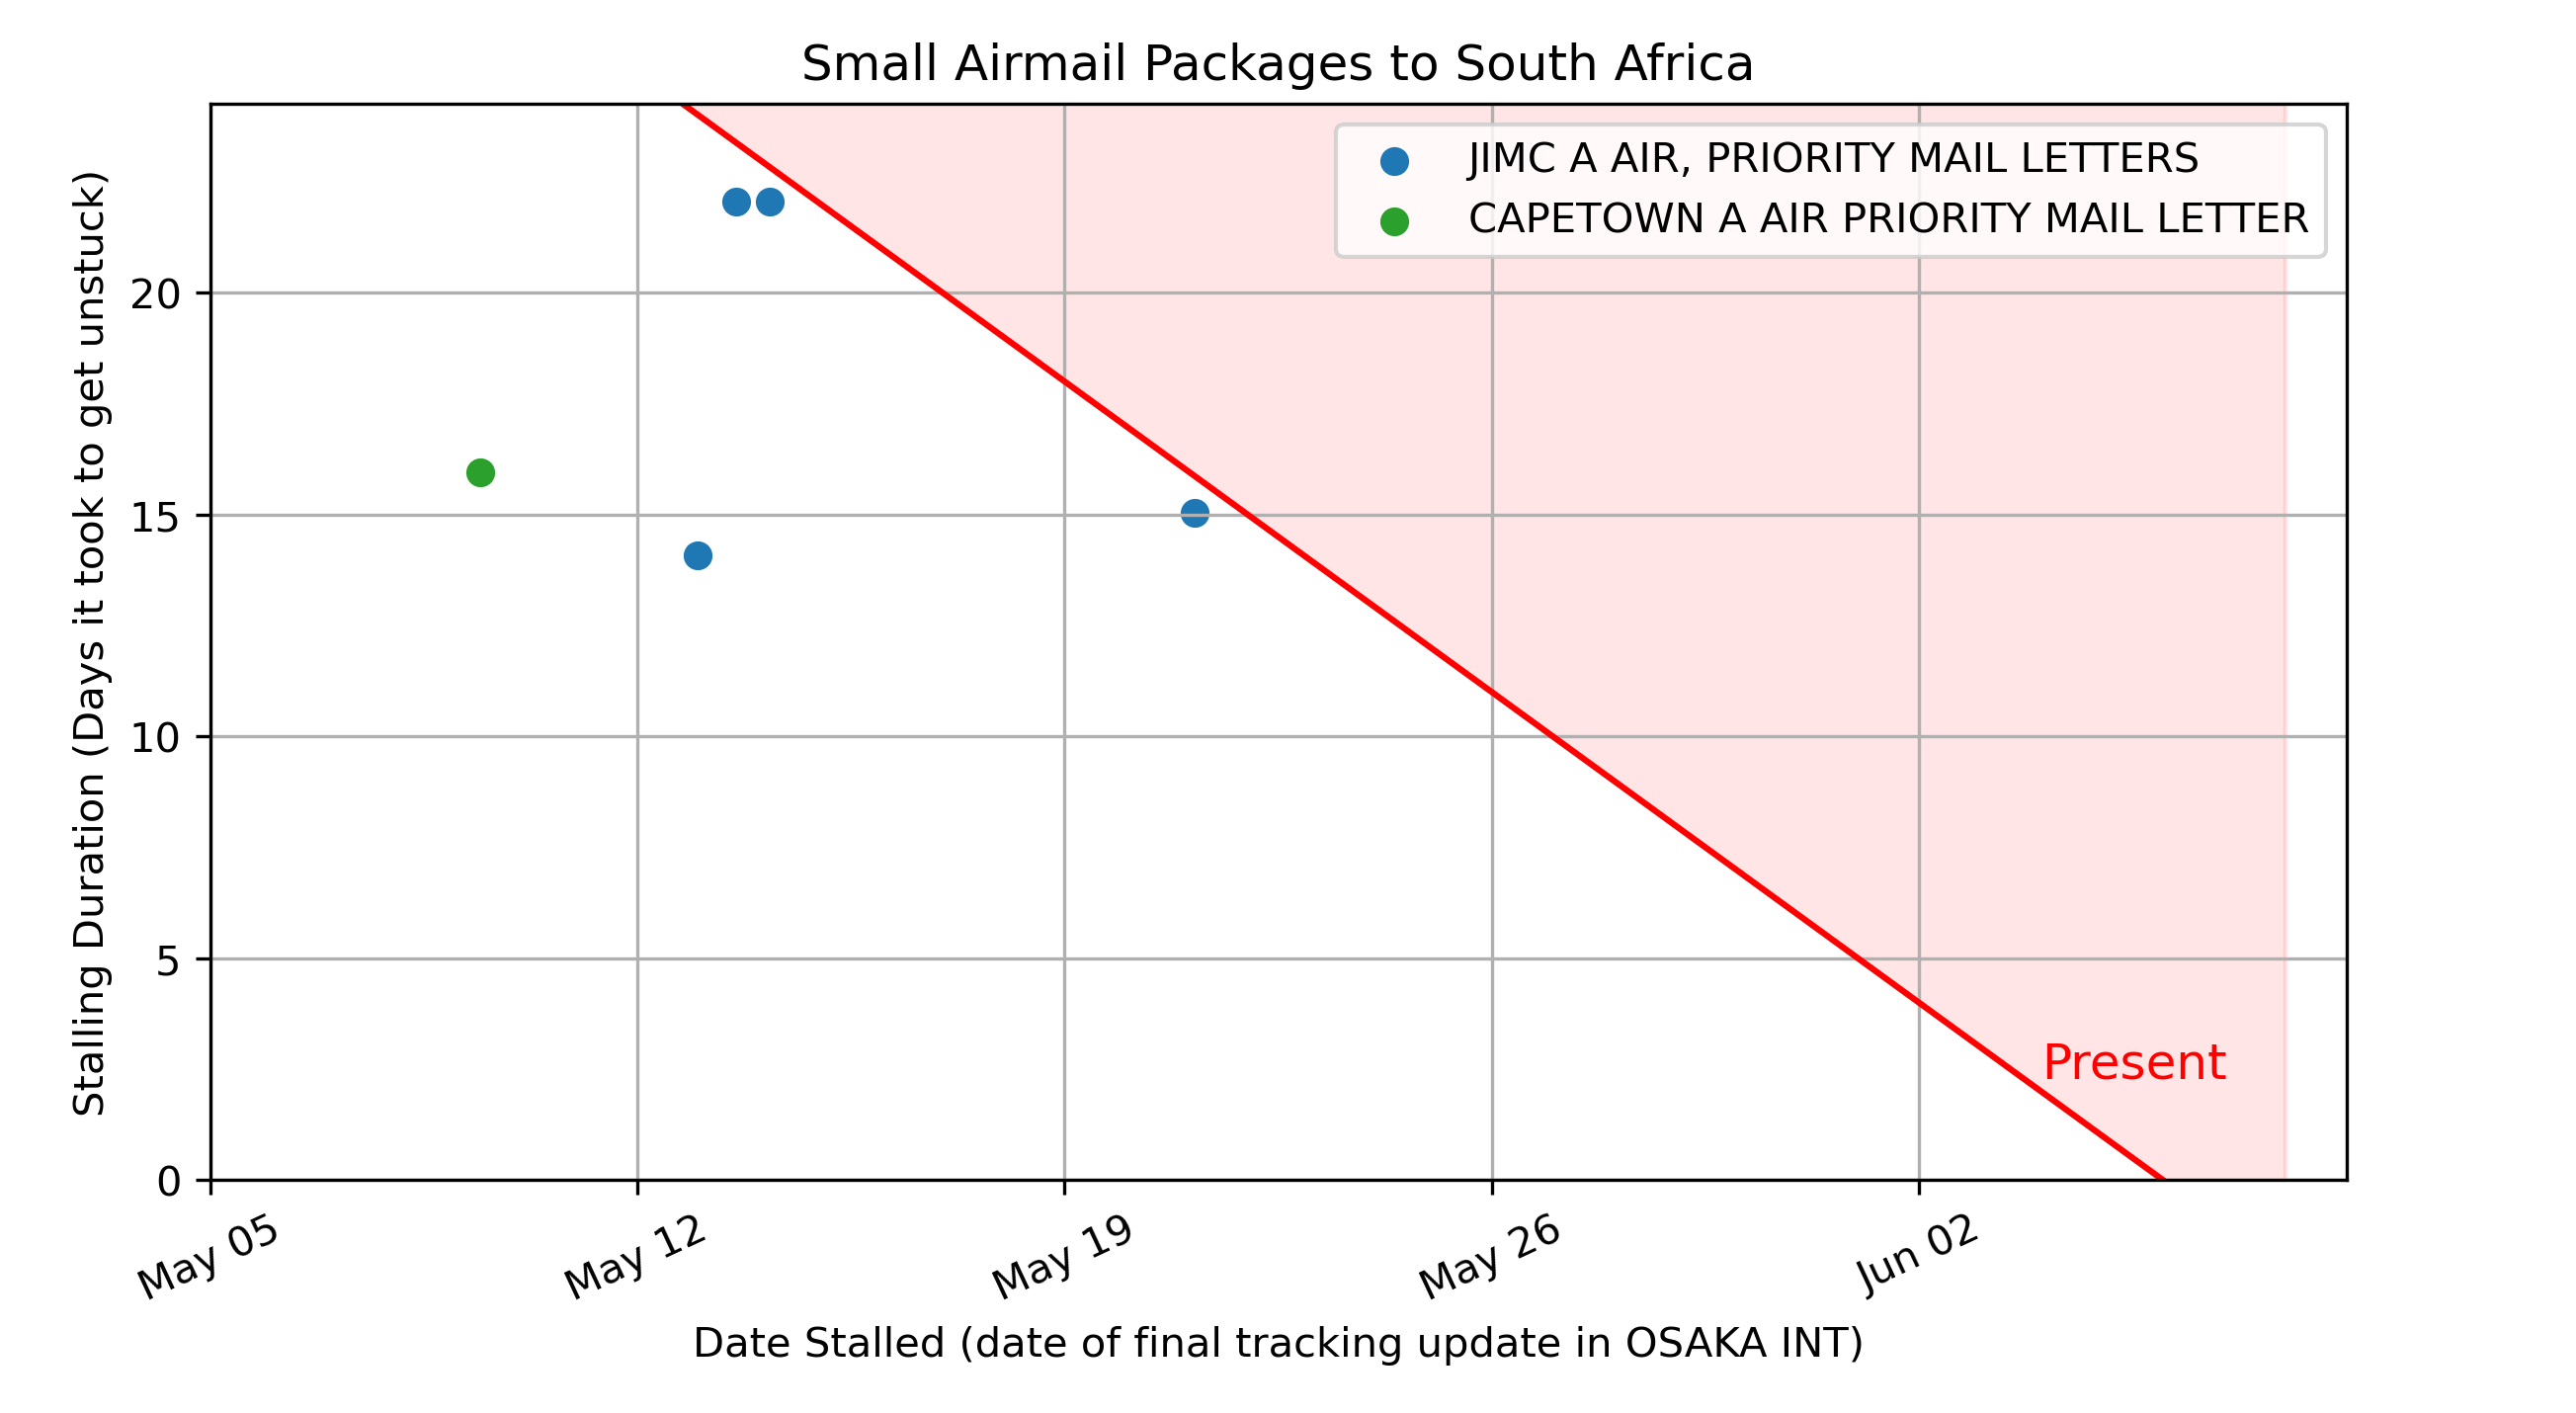 Small Airmail Packages to South Africa
JIMC A AIR, PRIORITY MAIL LETTERS
CAPETOWN A AIR PRIORITY MAIL LETTER
Stalling Duration (Days it took to get unstuck)
20
15
10
5
0
Present
May 05
May 12
May 19
May 26
Jun 02
Date Stalled (date of final tracking update in OSAKA INT)